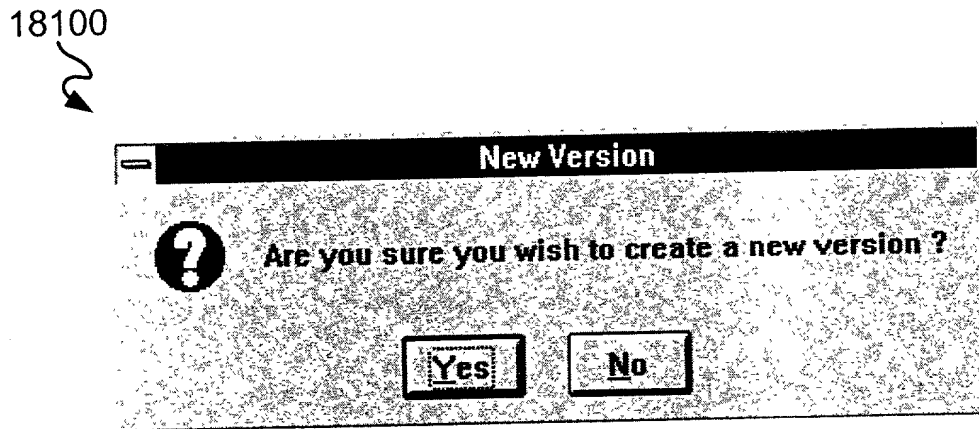 18100
New Version
Are you sure you wish to create a new version ?
Yes
No